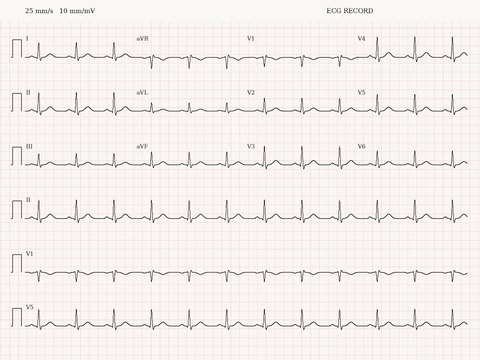 25 mm/s 10 mm/mV ECG RECORD
I aVR V1 V4
II aVL V2 V5
III aVF V3 V6
II
V1
V5